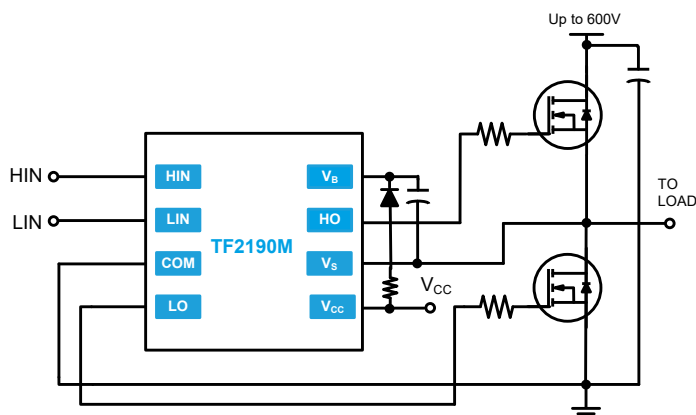 Up to 600V
HIN
HIN
VB
LIN
LIN
HO
TF2190M
COM
VS
LO
VCC
VCC
TO
LOAD